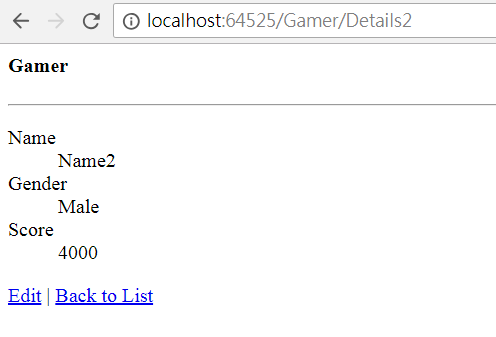 localhost:64525/Gamer/Details2
Gamer
Name
Name2
Gender
Male
Score
4000
Edit | Back to List